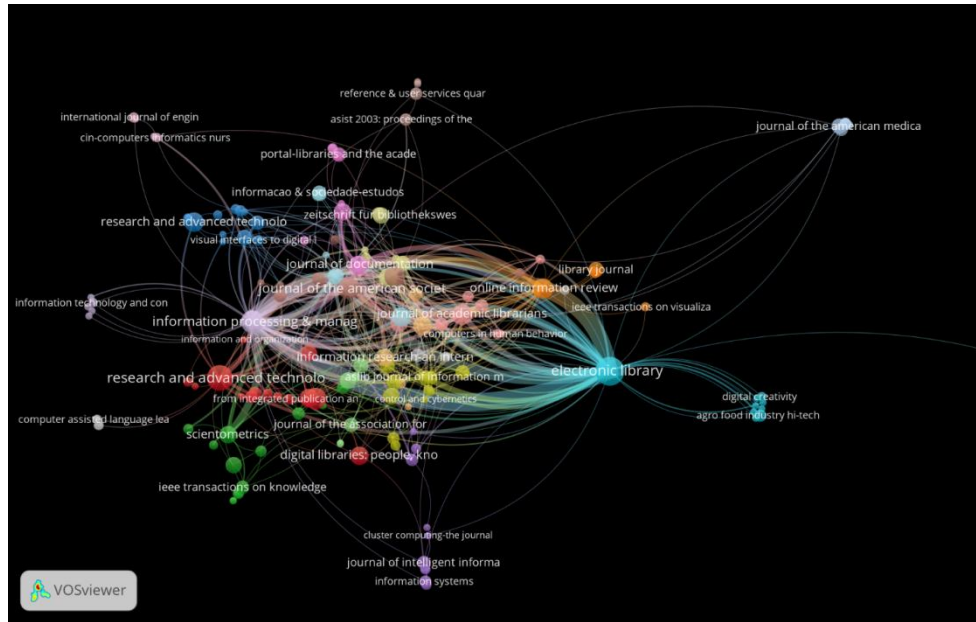 reference & user services quar
international journal of engin
asist 2003: proceedings of the
journal of the american medica
cin-computers informatics nurs
portal-libraries and the acade
informacao & sociedade-estudos
zeitschrift fur bibliothekswes
research and advanced technolo
visual interfaces to digital l
journal of documentation
library journal
journal of the american societ
online information review
information technology and con
ieee transactions on visualiza
information processing & manag
journal of academic librarians
computers in human behavior
information and organization
information research-an intern
electronic library
research and advanced technolo
aslib journal of information m
from integrated publication an
control and cybernetics
digital creativity
agro food industry hi-tech
computer assisted language lea
journal of the association for
scientometrics
digital libraries: people, kno
ieee transactions on knowledge
cluster computing-the journal
journal of intelligent informa
information systems
VOSviewer